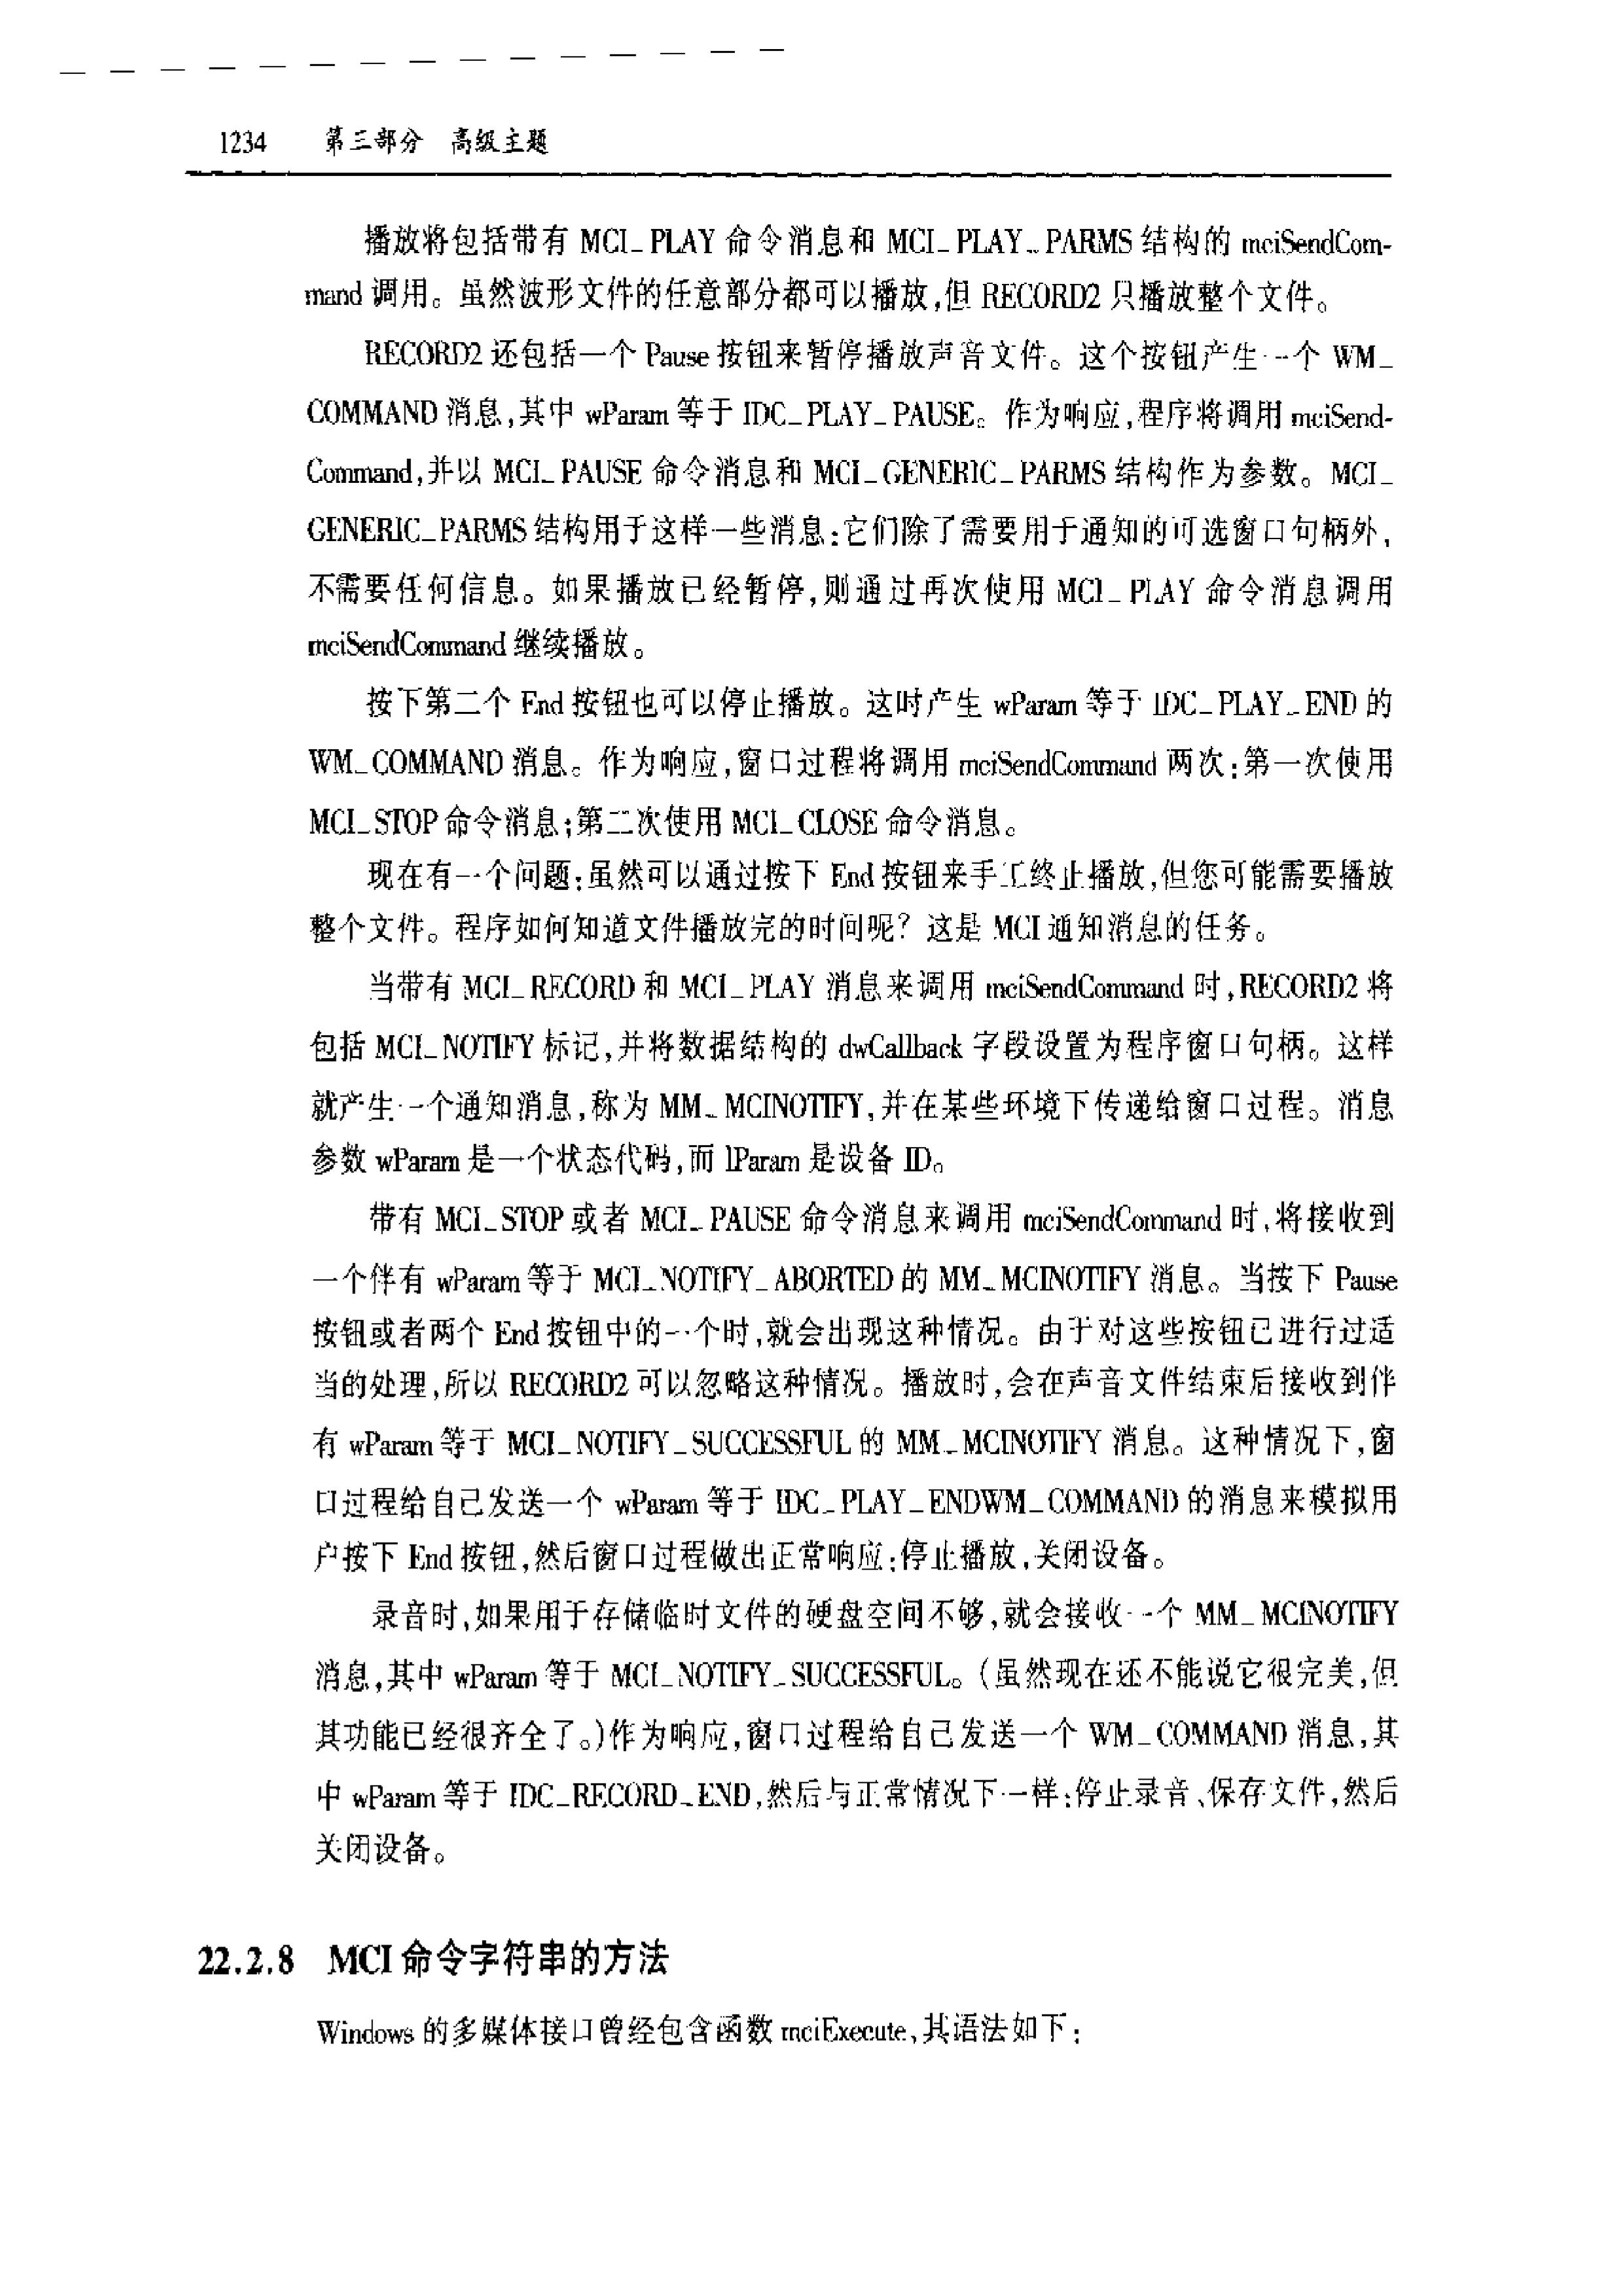 1234 第三部分 高级主题
播放将包括带有 MCI_PLAY 命令消息和 MCI_PLAY_PARMS 结构的 mciSendCom-
mand 调用。虽然波形文件的任意部分都可以播放,但 RECORD2 只播放整个文件。
RECORD2 还包括一个 Pause 按钮来暂停播放声音文件。这个按钮产生一个 WM_
COMMAND 消息,其中 wParam 等于 IDC_PLAY_PAUSE。作为响应,程序将调用 mciSend-
Command,并以 MCI_PAUSE 命令消息和 MCI_GENERIC_PARMS 结构作为参数。MCI_
GENERIC_PARMS 结构用于这样一些消息:它们除了需要用于通知的可选窗口句柄外,
不需要任何信息。如果播放已经暂停,则通过再次使用 MCI_PLAY 命令消息调用
mciSendCommand 继续播放。
按下第二个 End 按钮也可以停止播放。这时产生 wParam 等于 IDC_PLAY_END 的
WM_COMMAND 消息。作为响应,窗口过程将调用 mciSendCommand 两次:第一次使用
MCI_STOP 命令消息;第二次使用 MCI_CLOSE 命令消息。
现在有一个问题:虽然可以通过按下 End 按钮来手工终止播放,但您可能需要播放
整个文件。程序如何知道文件播放完的时间呢? 这是 MCI 通知消息的任务。
当带有 MCI_RECORD 和 MCI_PLAY 消息来调用 mciSendCommand 时,RECORD2 将
包括 MCI_NOTIFY 标记,并将数据结构的 dwCallback 字段设置为程序窗口句柄。这样
就产生一个通知消息,称为 MM_MCINOTIFY,并在某些环境下传递给窗口过程。消息
参数 wParam 是一个状态代码,而 lParam 是设备 ID。
带有 MCI_STOP 或者 MCI_PAUSE 命令消息来调用 mciSendCommand 时,将接收到
一个伴有 wParam 等于 MCI_NOTIFY_ABORTED 的 MM_MCINOTIFY 消息。当按下 Pause
按钮或者两个 End 按钮中的一个时,就会出现这种情况。由于对这些按钮已进行过适
当的处理,所以 RECORD2 可以忽略这种情况。播放时,会在声音文件结束后接收到伴
有 wParam 等于 MCI_NOTIFY_SUCCESSFUL 的 MM_MCINOTIFY 消息。这种情况下,窗
口过程给自己发送一个 wParam 等于 IDC_PLAY_ENDWM_COMMAND 的消息来模拟用
户按下 End 按钮,然后窗口过程做出正常响应:停止播放,关闭设备。
录音时,如果用于存储临时文件的硬盘空间不够,就会接收一个 MM_MCINOTIFY
消息,其中 wParam 等于 MCI_NOTIFY_SUCCESSFUL。(虽然现在还不能说它很完美,但
其功能已经很齐全了。)作为响应,窗口过程给自己发送一个 WM_COMMAND 消息,其
中 wParam 等于 IDC_RECORD_END,然后与正常情况下一样:停止录音、保存文件,然后
关闭设备。
22.2.8 MCI 命令字符串的方法
Windows 的多媒体接口曾经包含函数 mciExecute,其语法如下: